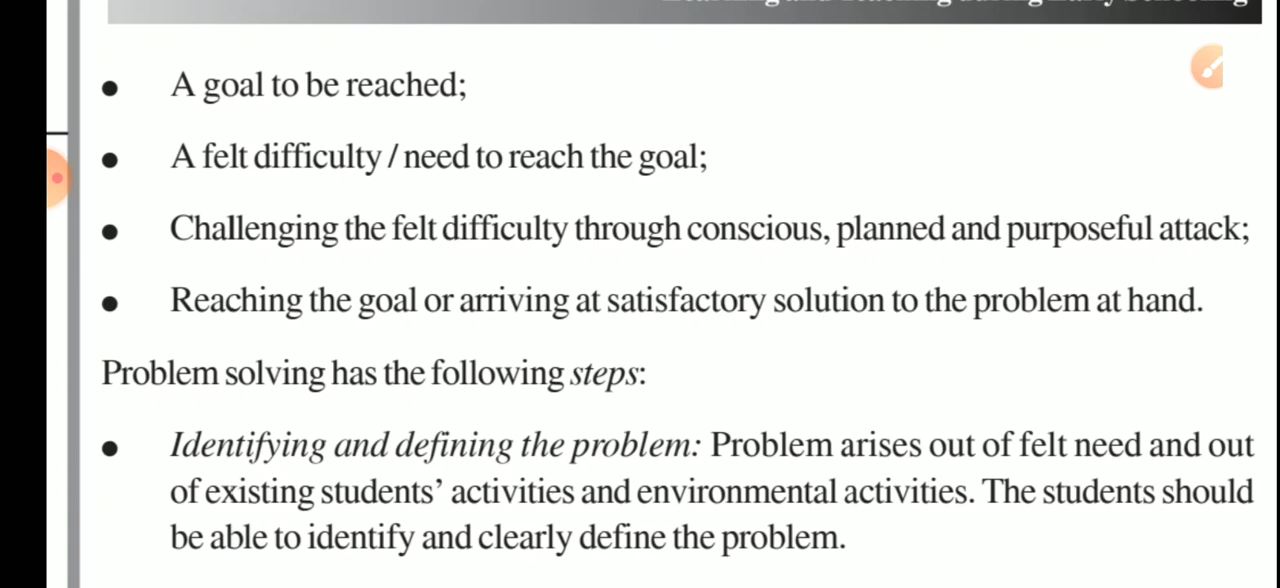 • A goal to be reached;
• A felt difficulty / need to reach the goal;
• Challenging the felt difficulty through conscious, planned and purposeful attack;
• Reaching the goal or arriving at satisfactory solution to the problem at hand.
Problem solving has the following steps:
• Identifying and defining the problem: Problem arises out of felt need and out
of existing students’ activities and environmental activities. The students should
be able to identify and clearly define the problem.